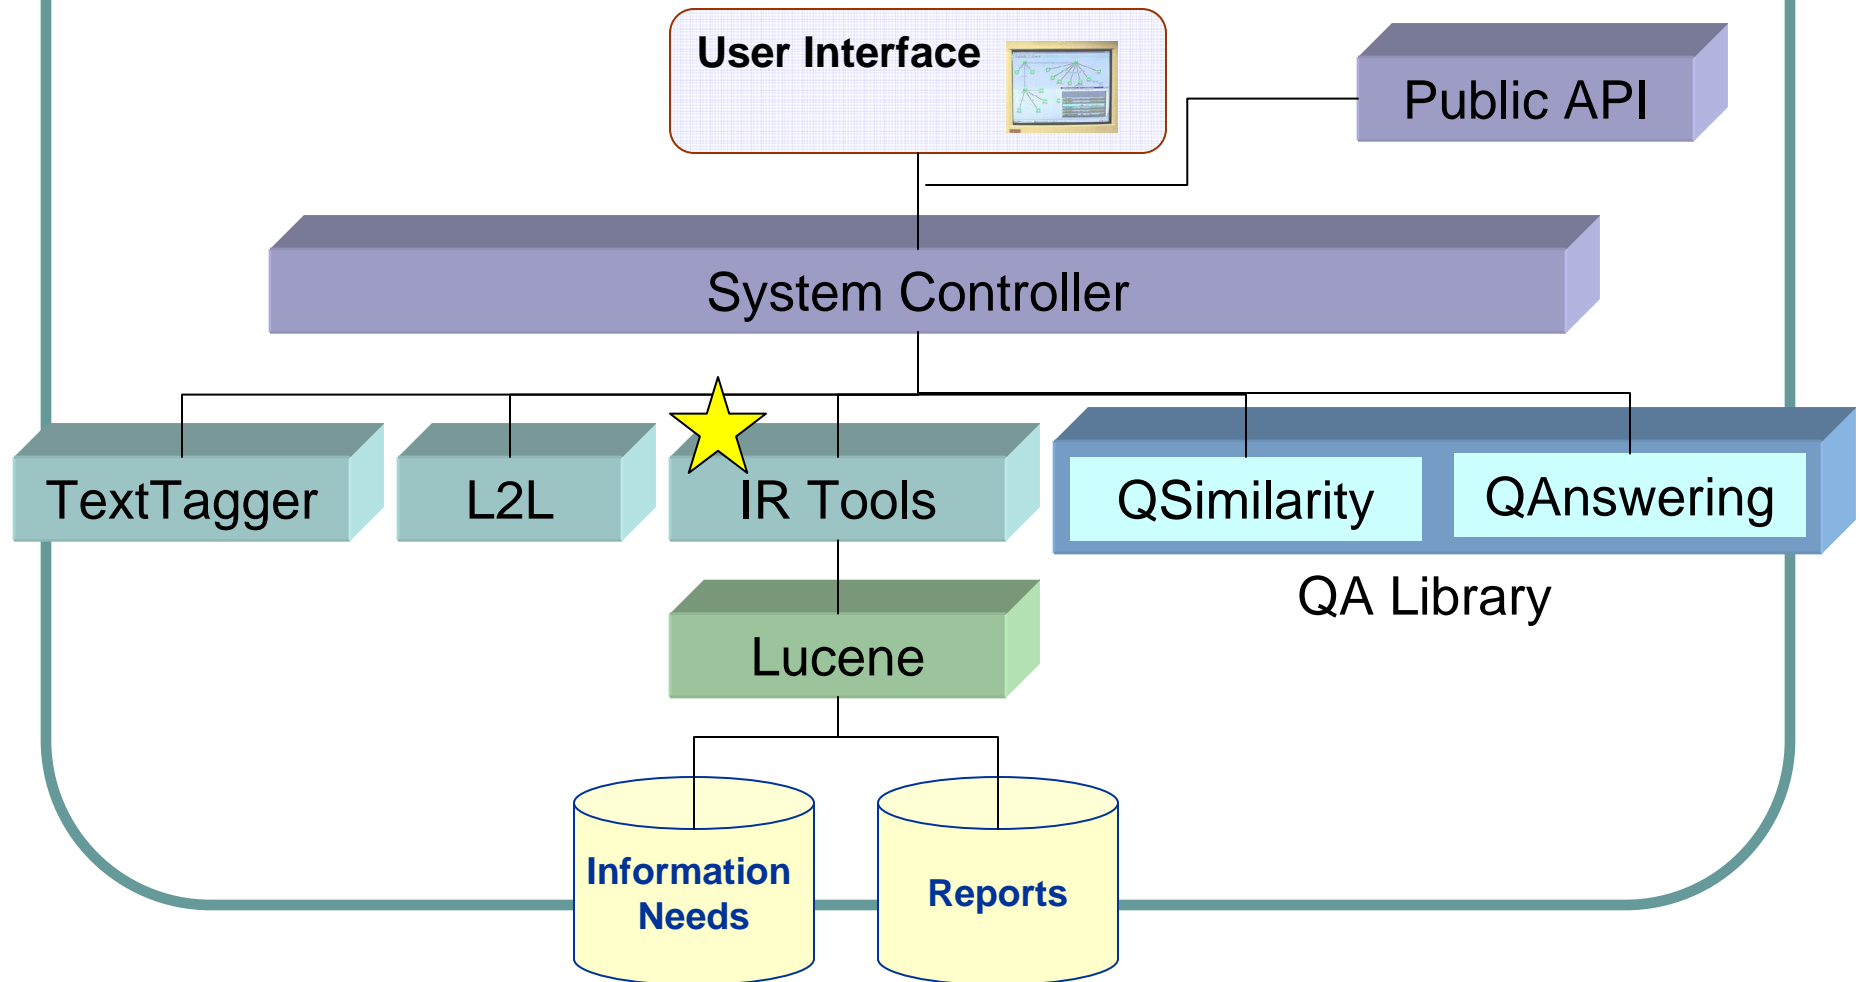 User Interface
Public API
System Controller
TextTagger
L2L
IR Tools
QSimilarity
QAnswering
QA Library
Lucene
Information
Needs
Reports